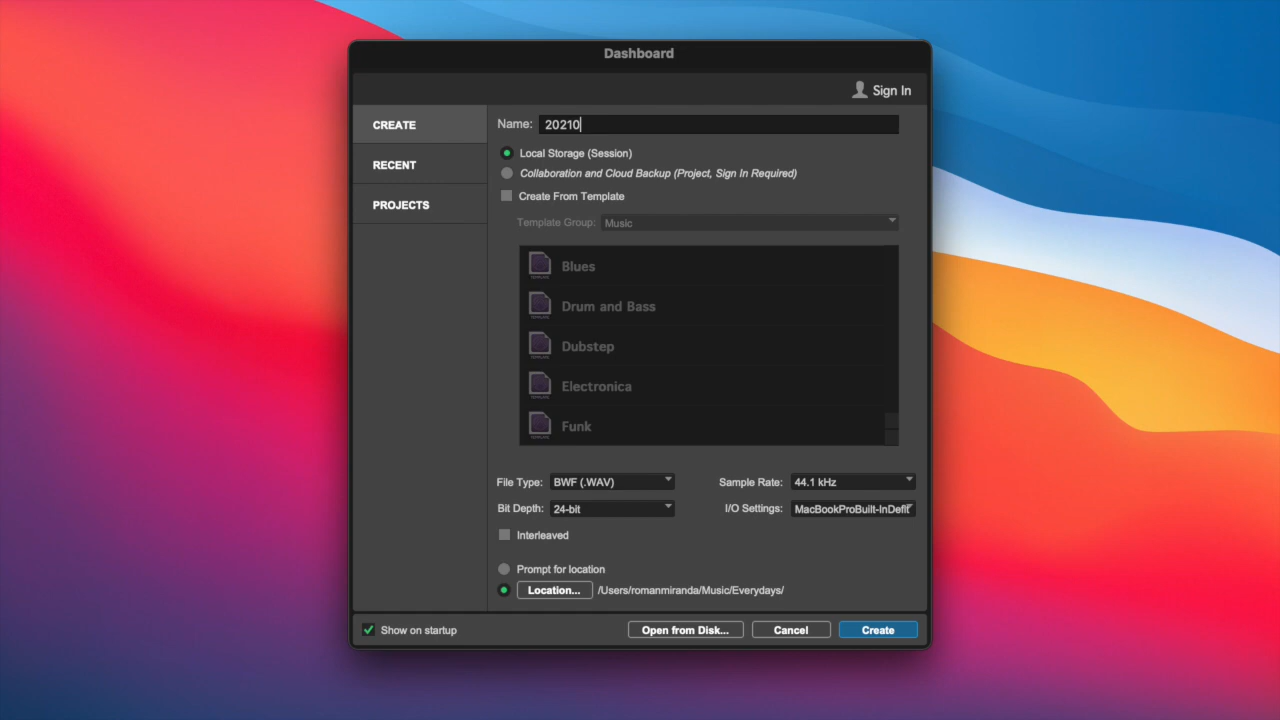 Dashboard
Sign In
CREATE
RECENT
PROJECTS
Name: 20210
Local Storage (Session)
Collaboration and Cloud Backup (Project, Sign In Required)
Create From Template
Template Group: Music
Blues
Drum and Bass
Dubstep
Electronica
Funk
File Type: BWF (.WAV) Sample Rate: 44.1 kHz
Bit Depth: 24-bit I/O Settings: MacBookProBuilt-InDeflt
Interleaved
Prompt for location
Location... /Users/romanmiranda/Music/Everydays/
Show on startup Open from Disk... Cancel Create